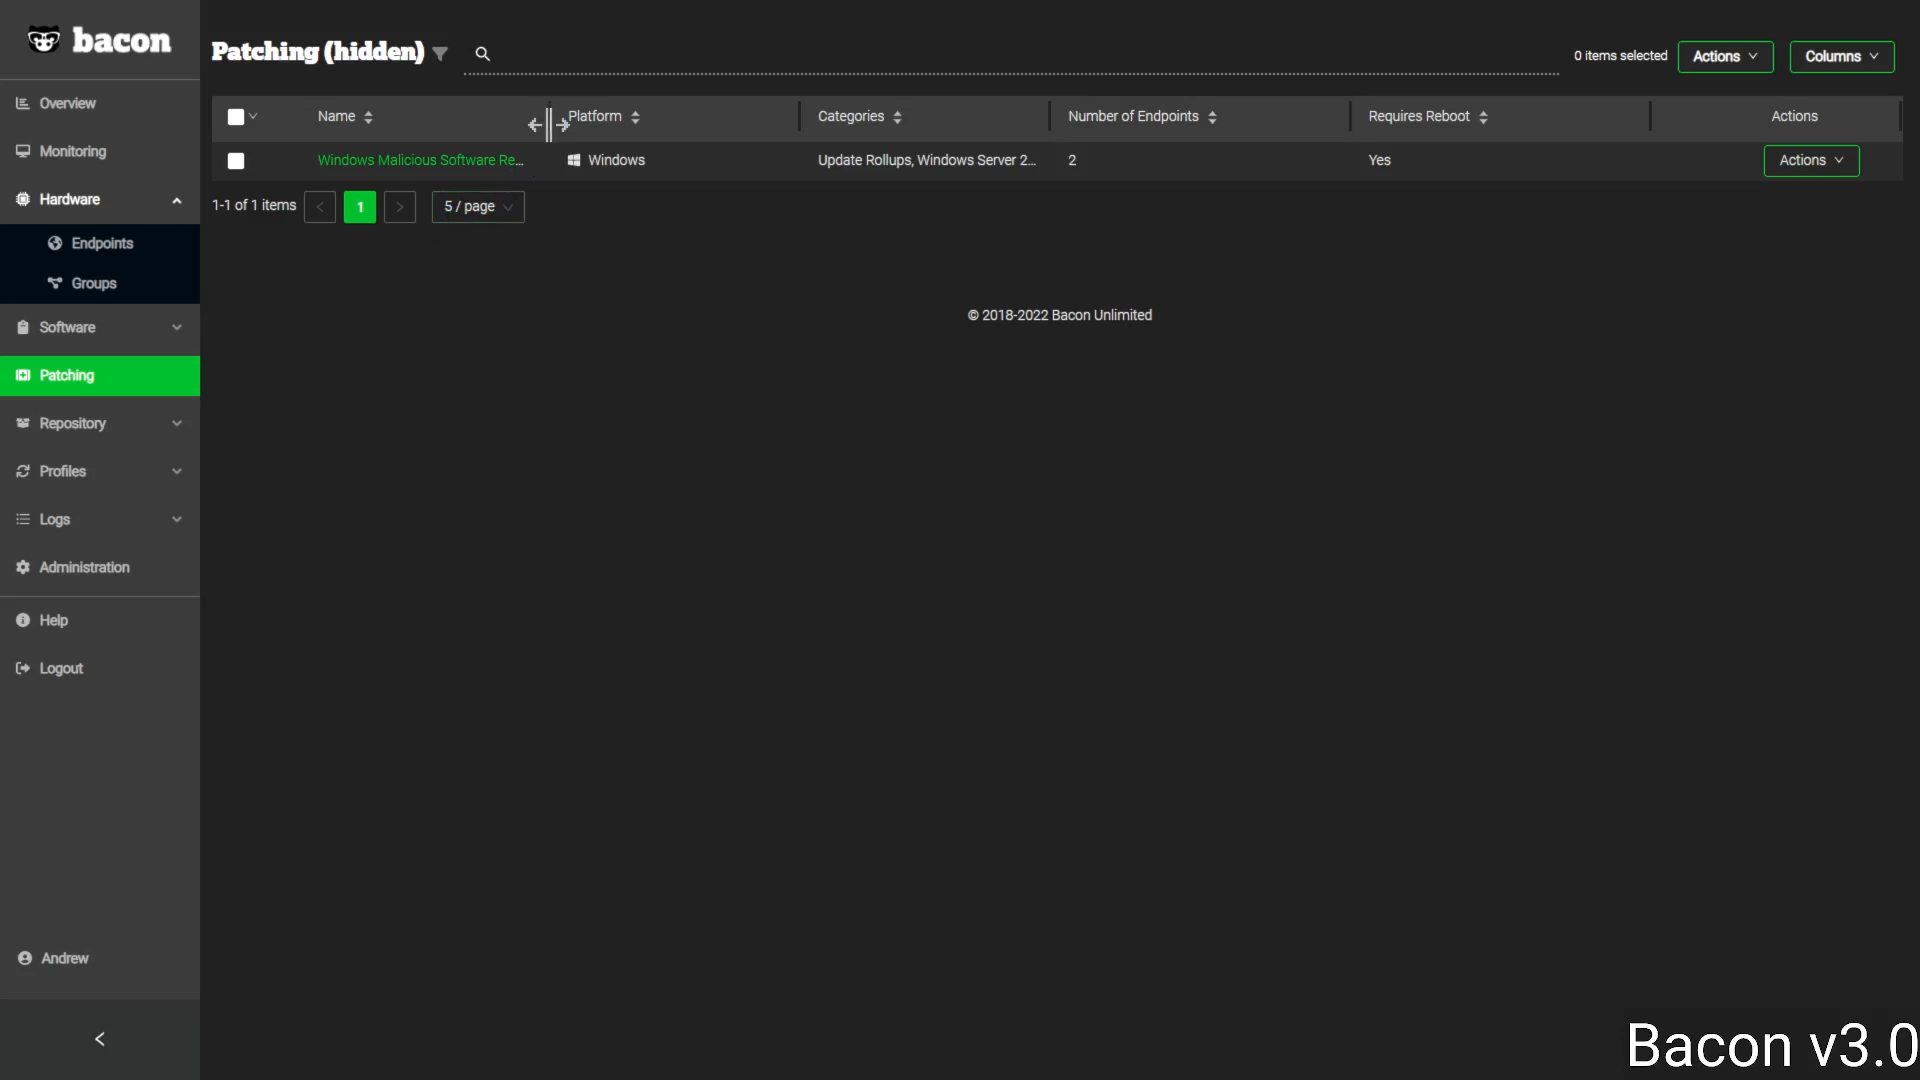 bacon
Patching (hidden)
0 items selected
Actions
Columns
Overview
Monitoring
Hardware
Endpoints
Groups
Software
Patching
Repository
Profiles
Logs
Administration
Help
Logout
Andrew
Name
Platform
Categories
Number of Endpoints
Requires Reboot
Actions
Windows Malicious Software Re...
Windows
Update Rollups, Windows Server 2...
2
Yes
Actions
1-1 of 1 items
<
1
>
5 / page
© 2018-2022 Bacon Unlimited
Bacon v3.0